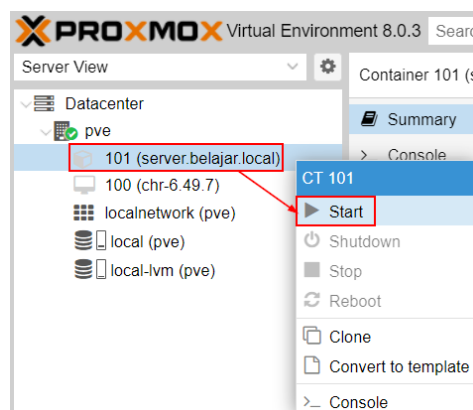 PROXMOX Virtual Environment 8.0.3 Searc
Server View
Container 101 (s
Datacenter
pve
101 (server.belajar.local)
100 (chr-6.49.7)
localnetwork (pve)
local (pve)
local-lvm (pve)
Summary
Console
CT 101
Start
Shutdown
Stop
Reboot
Clone
Convert to template
Console